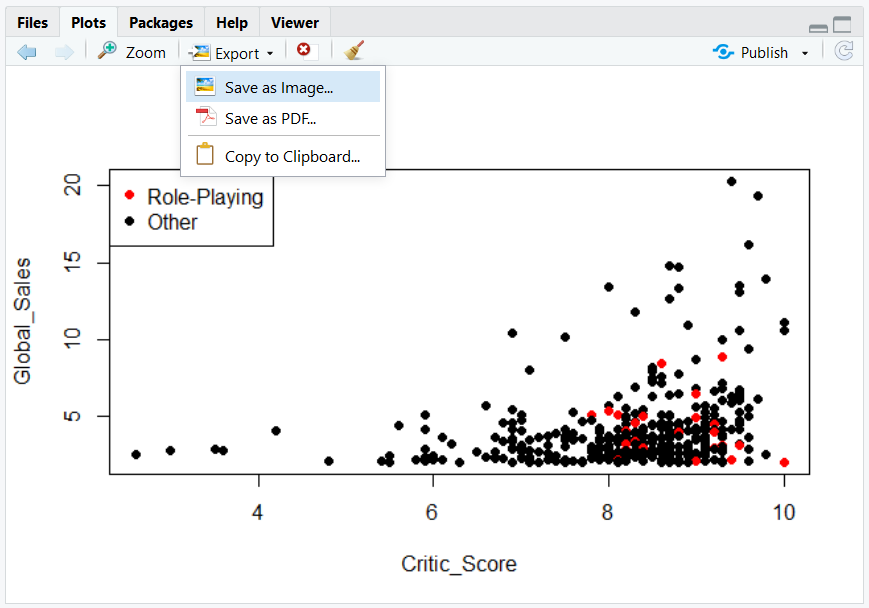 Files Plots Packages Help Viewer
Zoom Export Publish
Save as Image...
Save as PDF...
Copy to Clipboard...
Role-Playing
Other
20
15
10
5
Global_Sales
4 6 8 10
Critic_Score